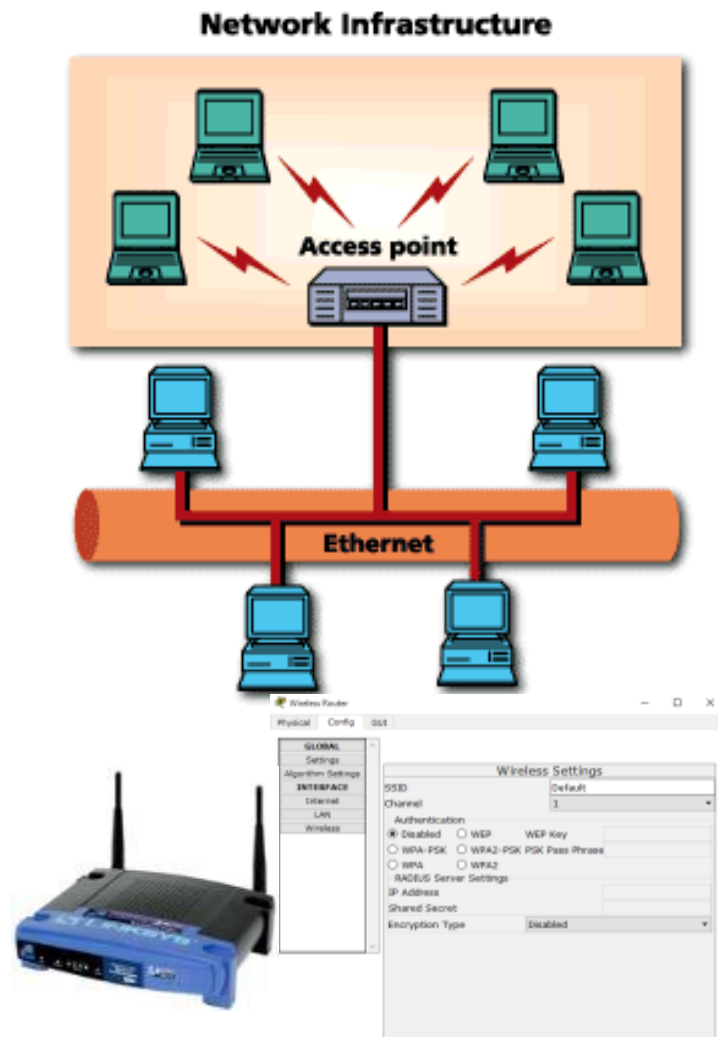 Network Infrastructure
Access point
Ethernet
Wireless Router
Physical Config GUI
GLOBAL
Settings
Algorithm Settings
INTERFACE
Internet
LAN
Wireless
Wireless Settings
SSID Default
Channel 1
Authentication
Disabled WEP WEP Key
WPA-PSK WPA2-PSK PSK Pass Phrase
WPA WPA2
RADIUS Server Settings
IP Address
Shared Secret
Encryption Type Disabled
LINKSYS